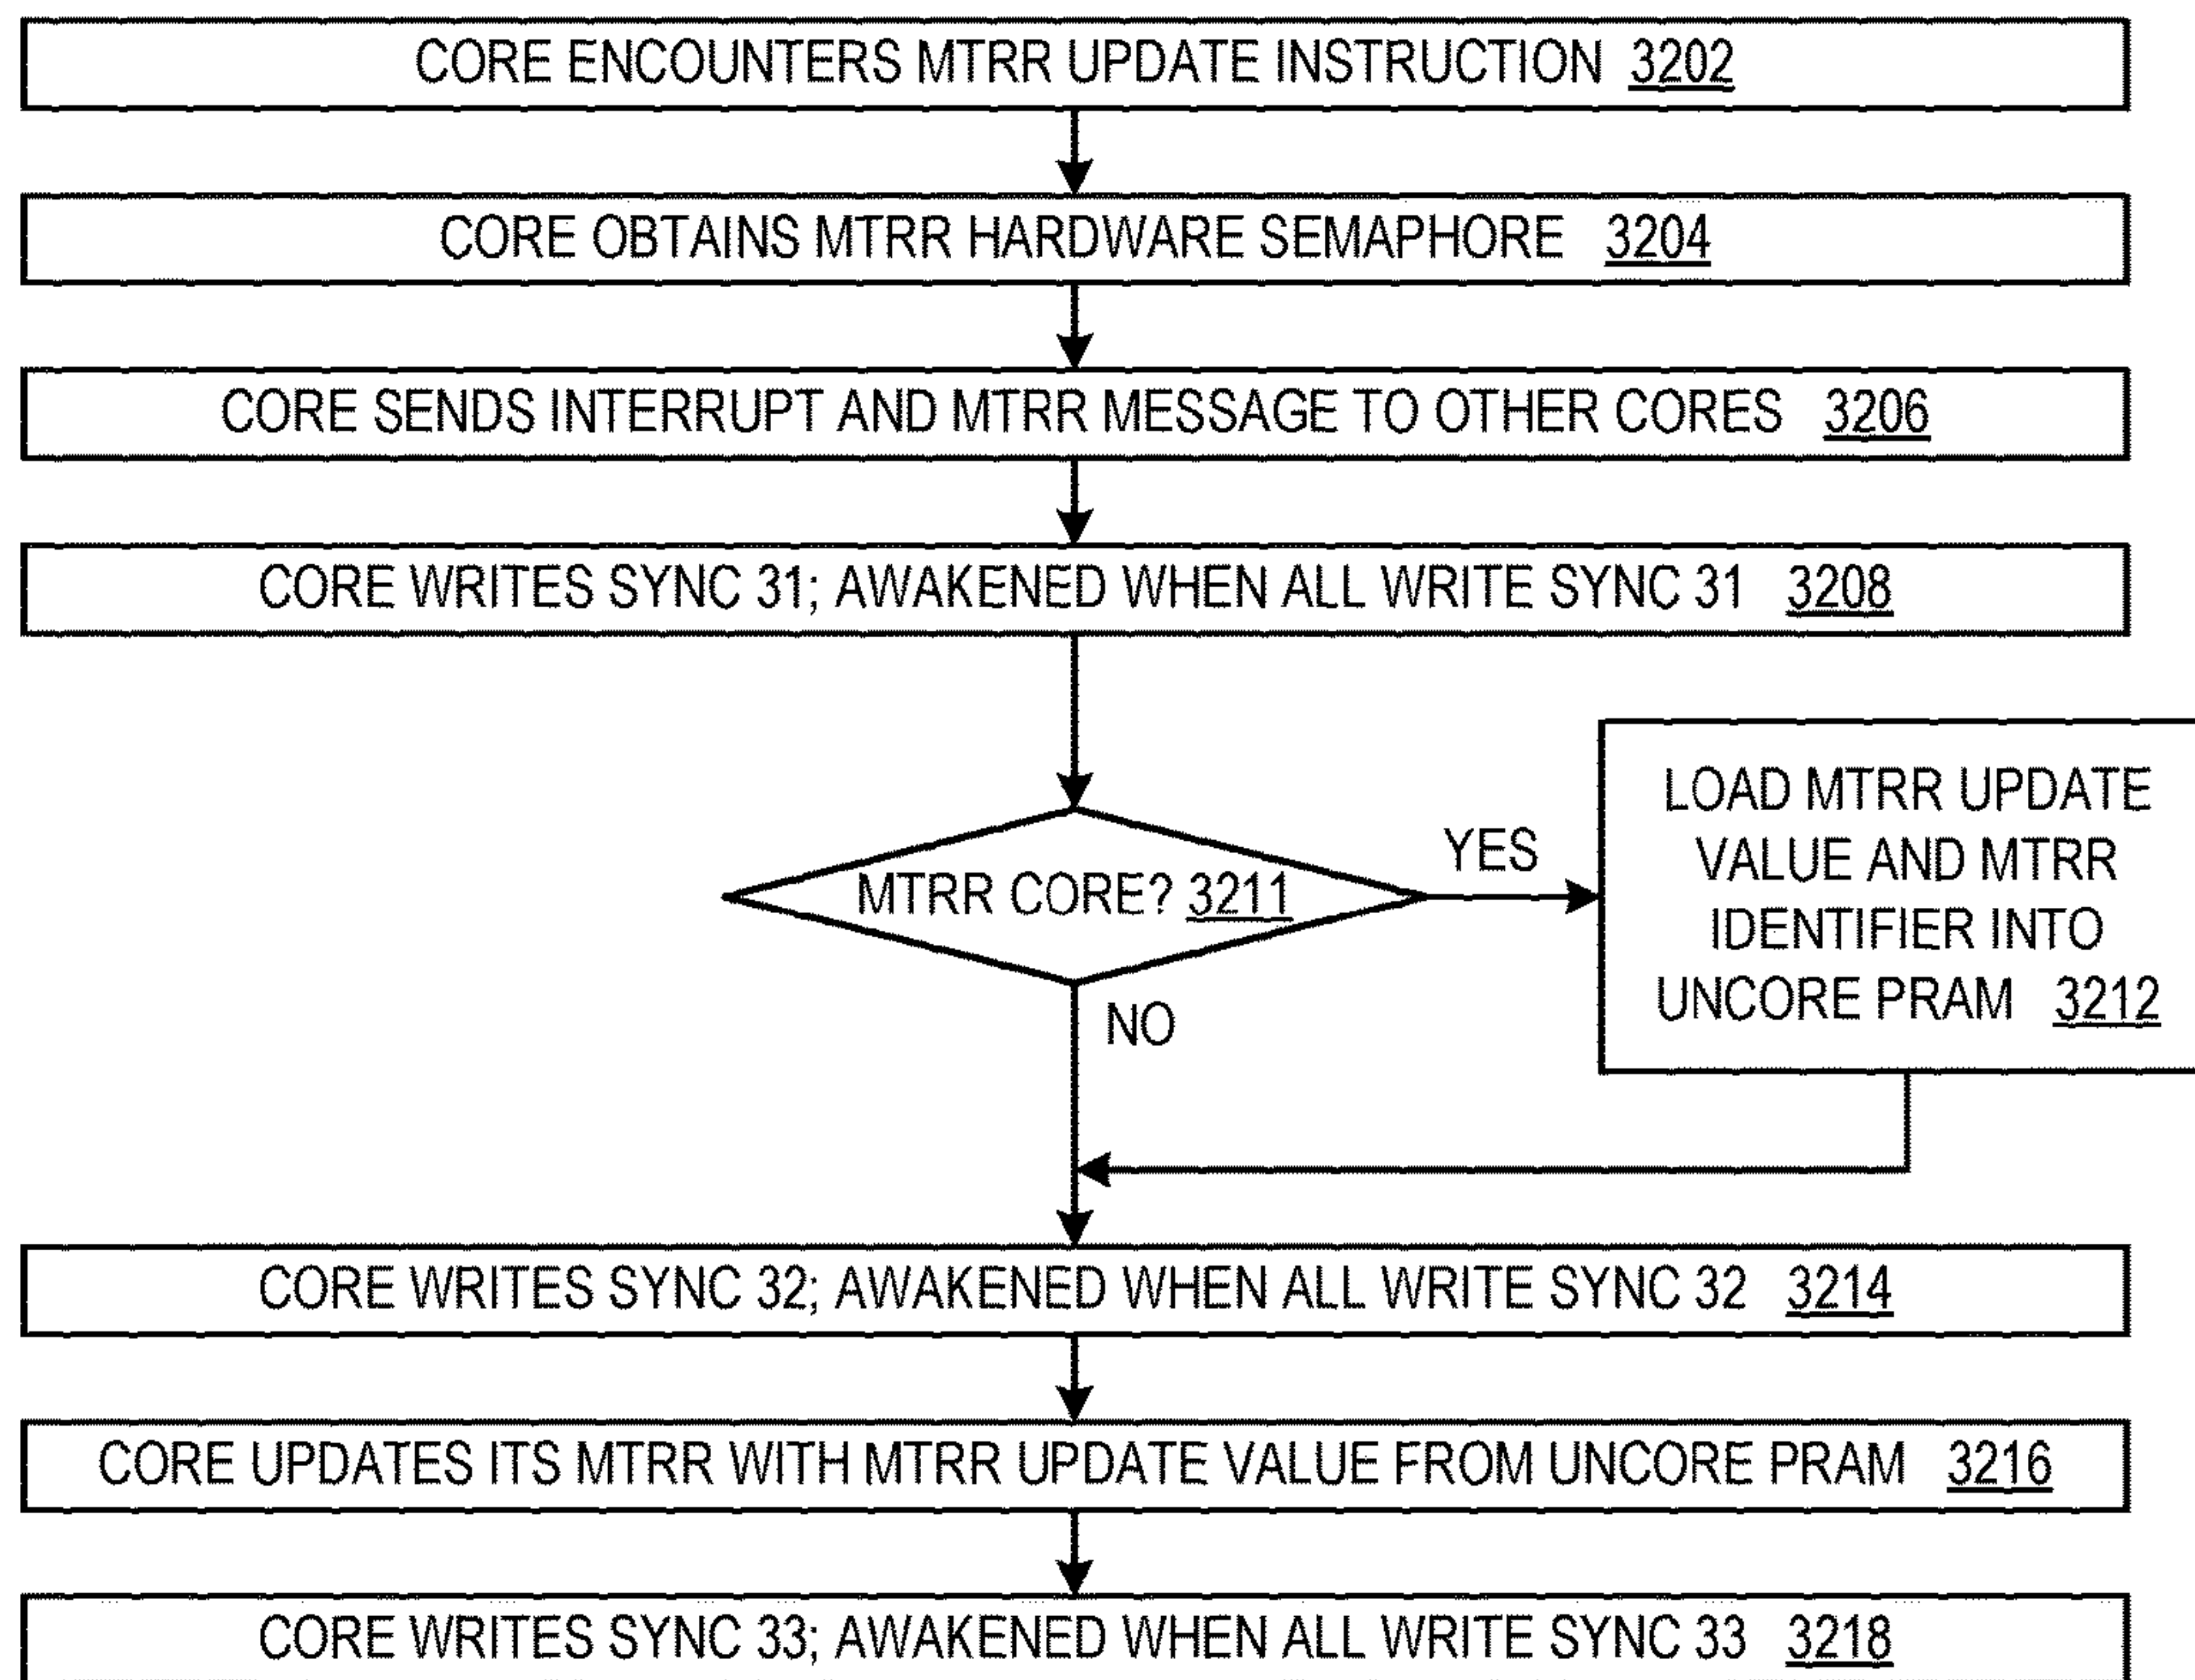 CORE ENCOUNTERS MTRR UPDATE INSTRUCTION 3202
CORE OBTAINS MTRR HARDWARE SEMAPHORE 3204
CORE SENDS INTERRUPT AND MTRR MESSAGE TO OTHER CORES 3206
CORE WRITES SYNC 31; AWAKENED WHEN ALL WRITE SYNC 31 3208
MTRR CORE? 3211
YES
LOAD MTRR UPDATE
VALUE AND MTRR
IDENTIFIER INTO
UNCORE PRAM 3212
NO
CORE WRITES SYNC 32; AWAKENED WHEN ALL WRITE SYNC 32 3214
CORE UPDATES ITS MTRR WITH MTRR UPDATE VALUE FROM UNCORE PRAM 3216
CORE WRITES SYNC 33; AWAKENED WHEN ALL WRITE SYNC 33 3218